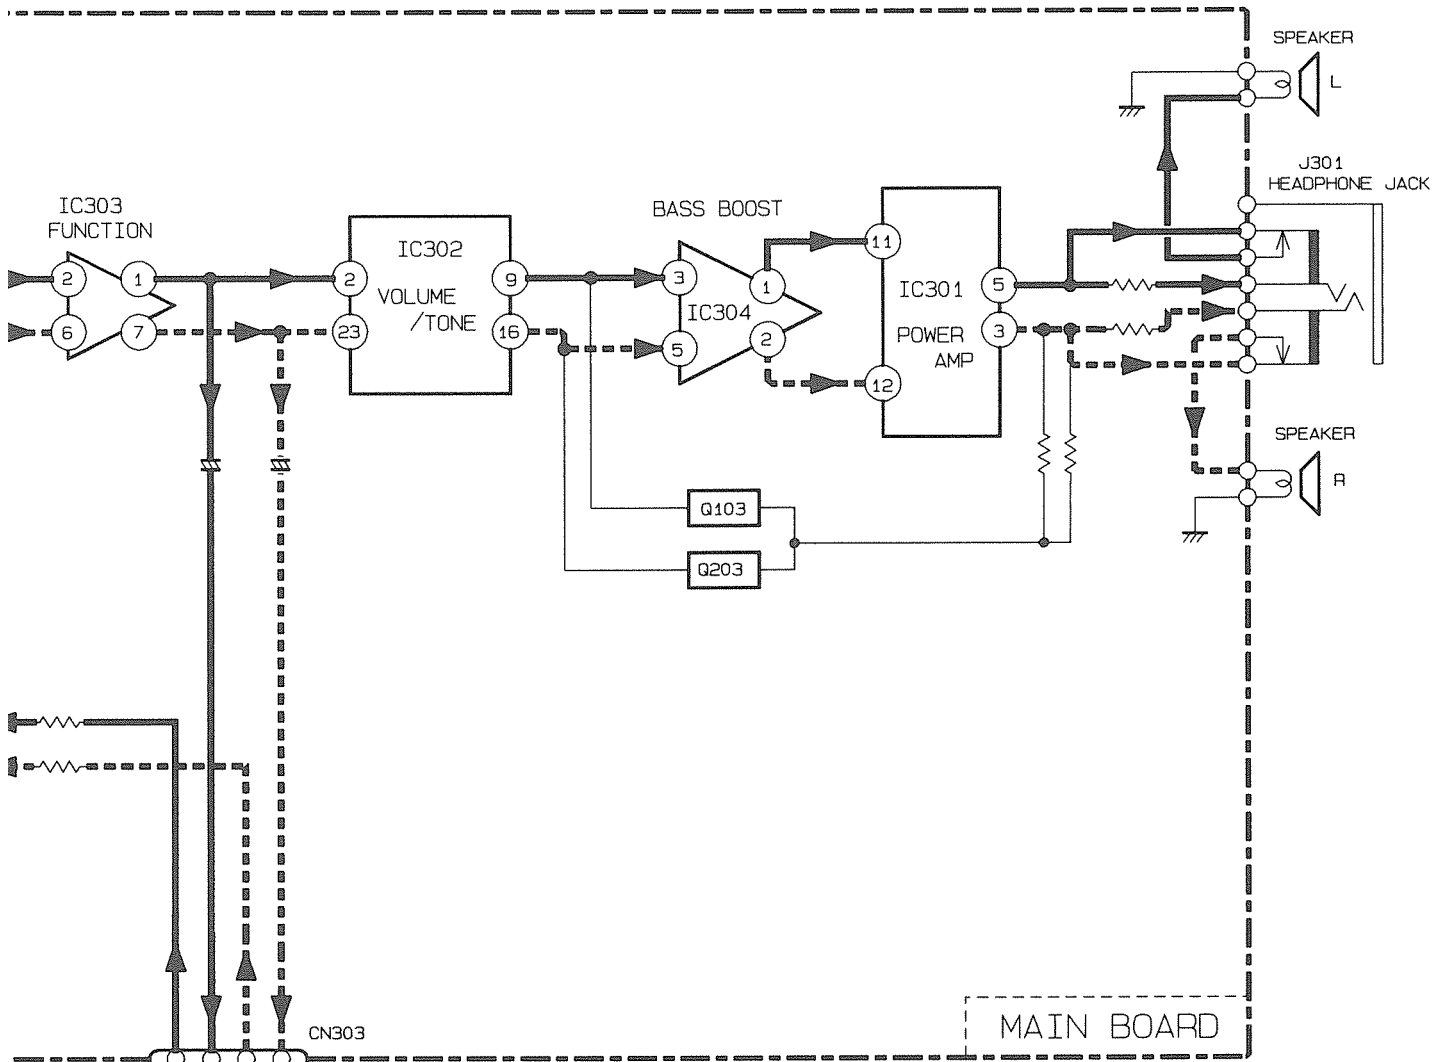 SPEAKER
L
J301
HEADPHONE JACK
IC303
FUNCTION
2
1
6
7
IC302
VOLUME
/TONE
2
23
9
16
BASS BOOST
IC304
3
5
1
2
IC301
POWER
AMP
11
12
5
3
SPEAKER
R
Q103
Q203
CN303
MAIN BOARD